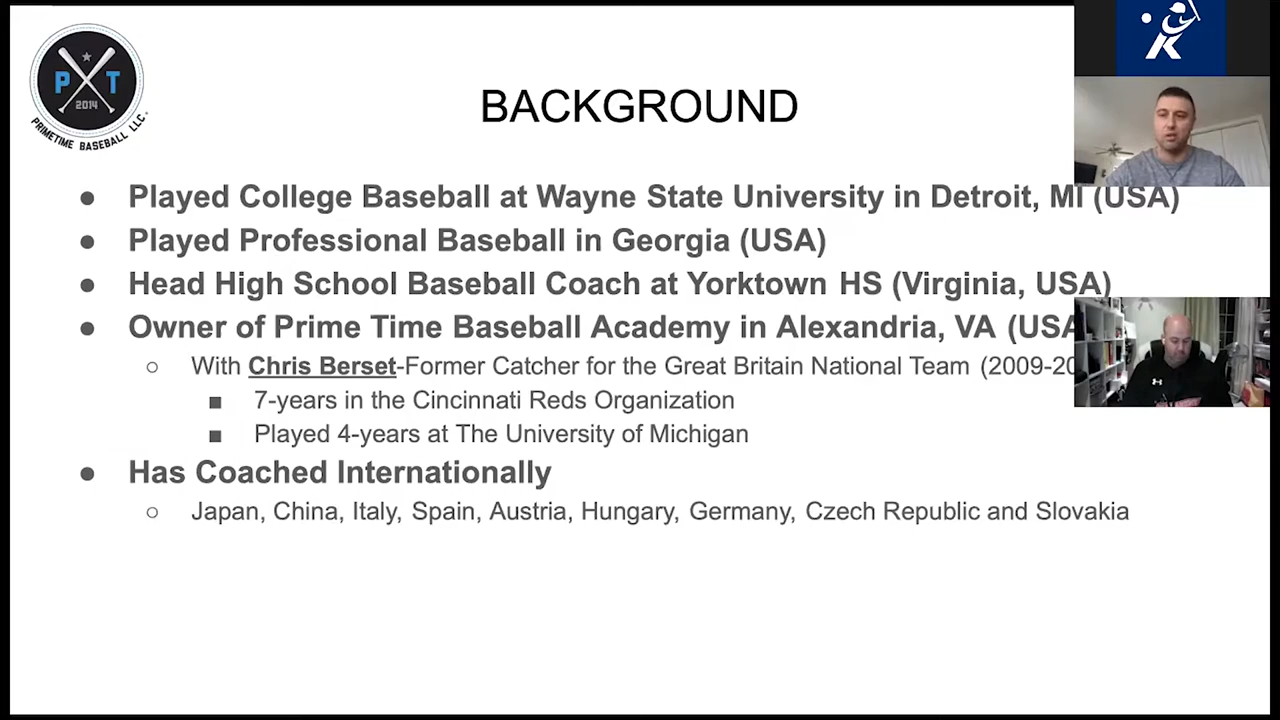 P T
2014
PRIMETIME BASEBALL LLC.
BACKGROUND
● Played College Baseball at Wayne State University in Detroit, MI (USA)
● Played Professional Baseball in Georgia (USA)
● Head High School Baseball Coach at Yorktown HS (Virginia, USA)
● Owner of Prime Time Baseball Academy in Alexandria, VA (USA
○ With Chris Berset-Former Catcher for the Great Britain National Team (2009-20
■ 7-years in the Cincinnati Reds Organization
■ Played 4-years at The University of Michigan
● Has Coached Internationally
○ Japan, China, Italy, Spain, Austria, Hungary, Germany, Czech Republic and Slovakia